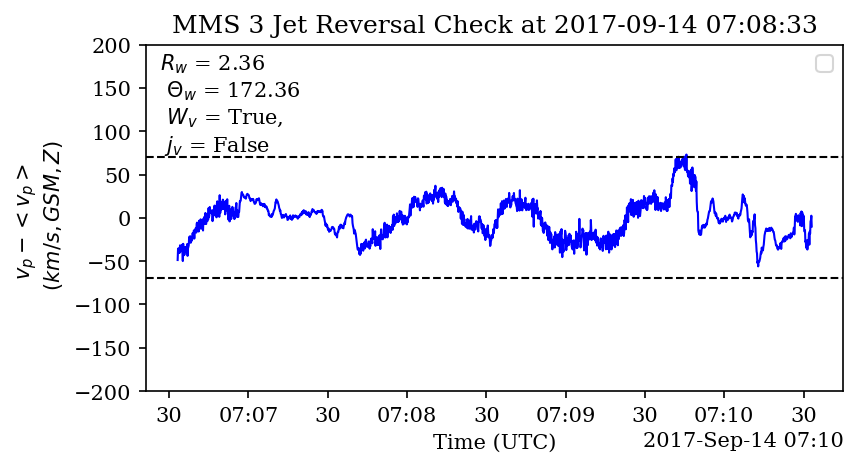 MMS 3 Jet Reversal Check at 2017-09-14 07:08:33
200
150
100
50
0
−50
−100
−150
−200
v_p − < v_p >
(km/s, GSM, Z)
R_w = 2.36
Θ_w = 172.36
W_v = True,
j_v = False
30 07:07 30 07:08 30 07:09 30 07:10 30
Time (UTC)
2017-Sep-14 07:10